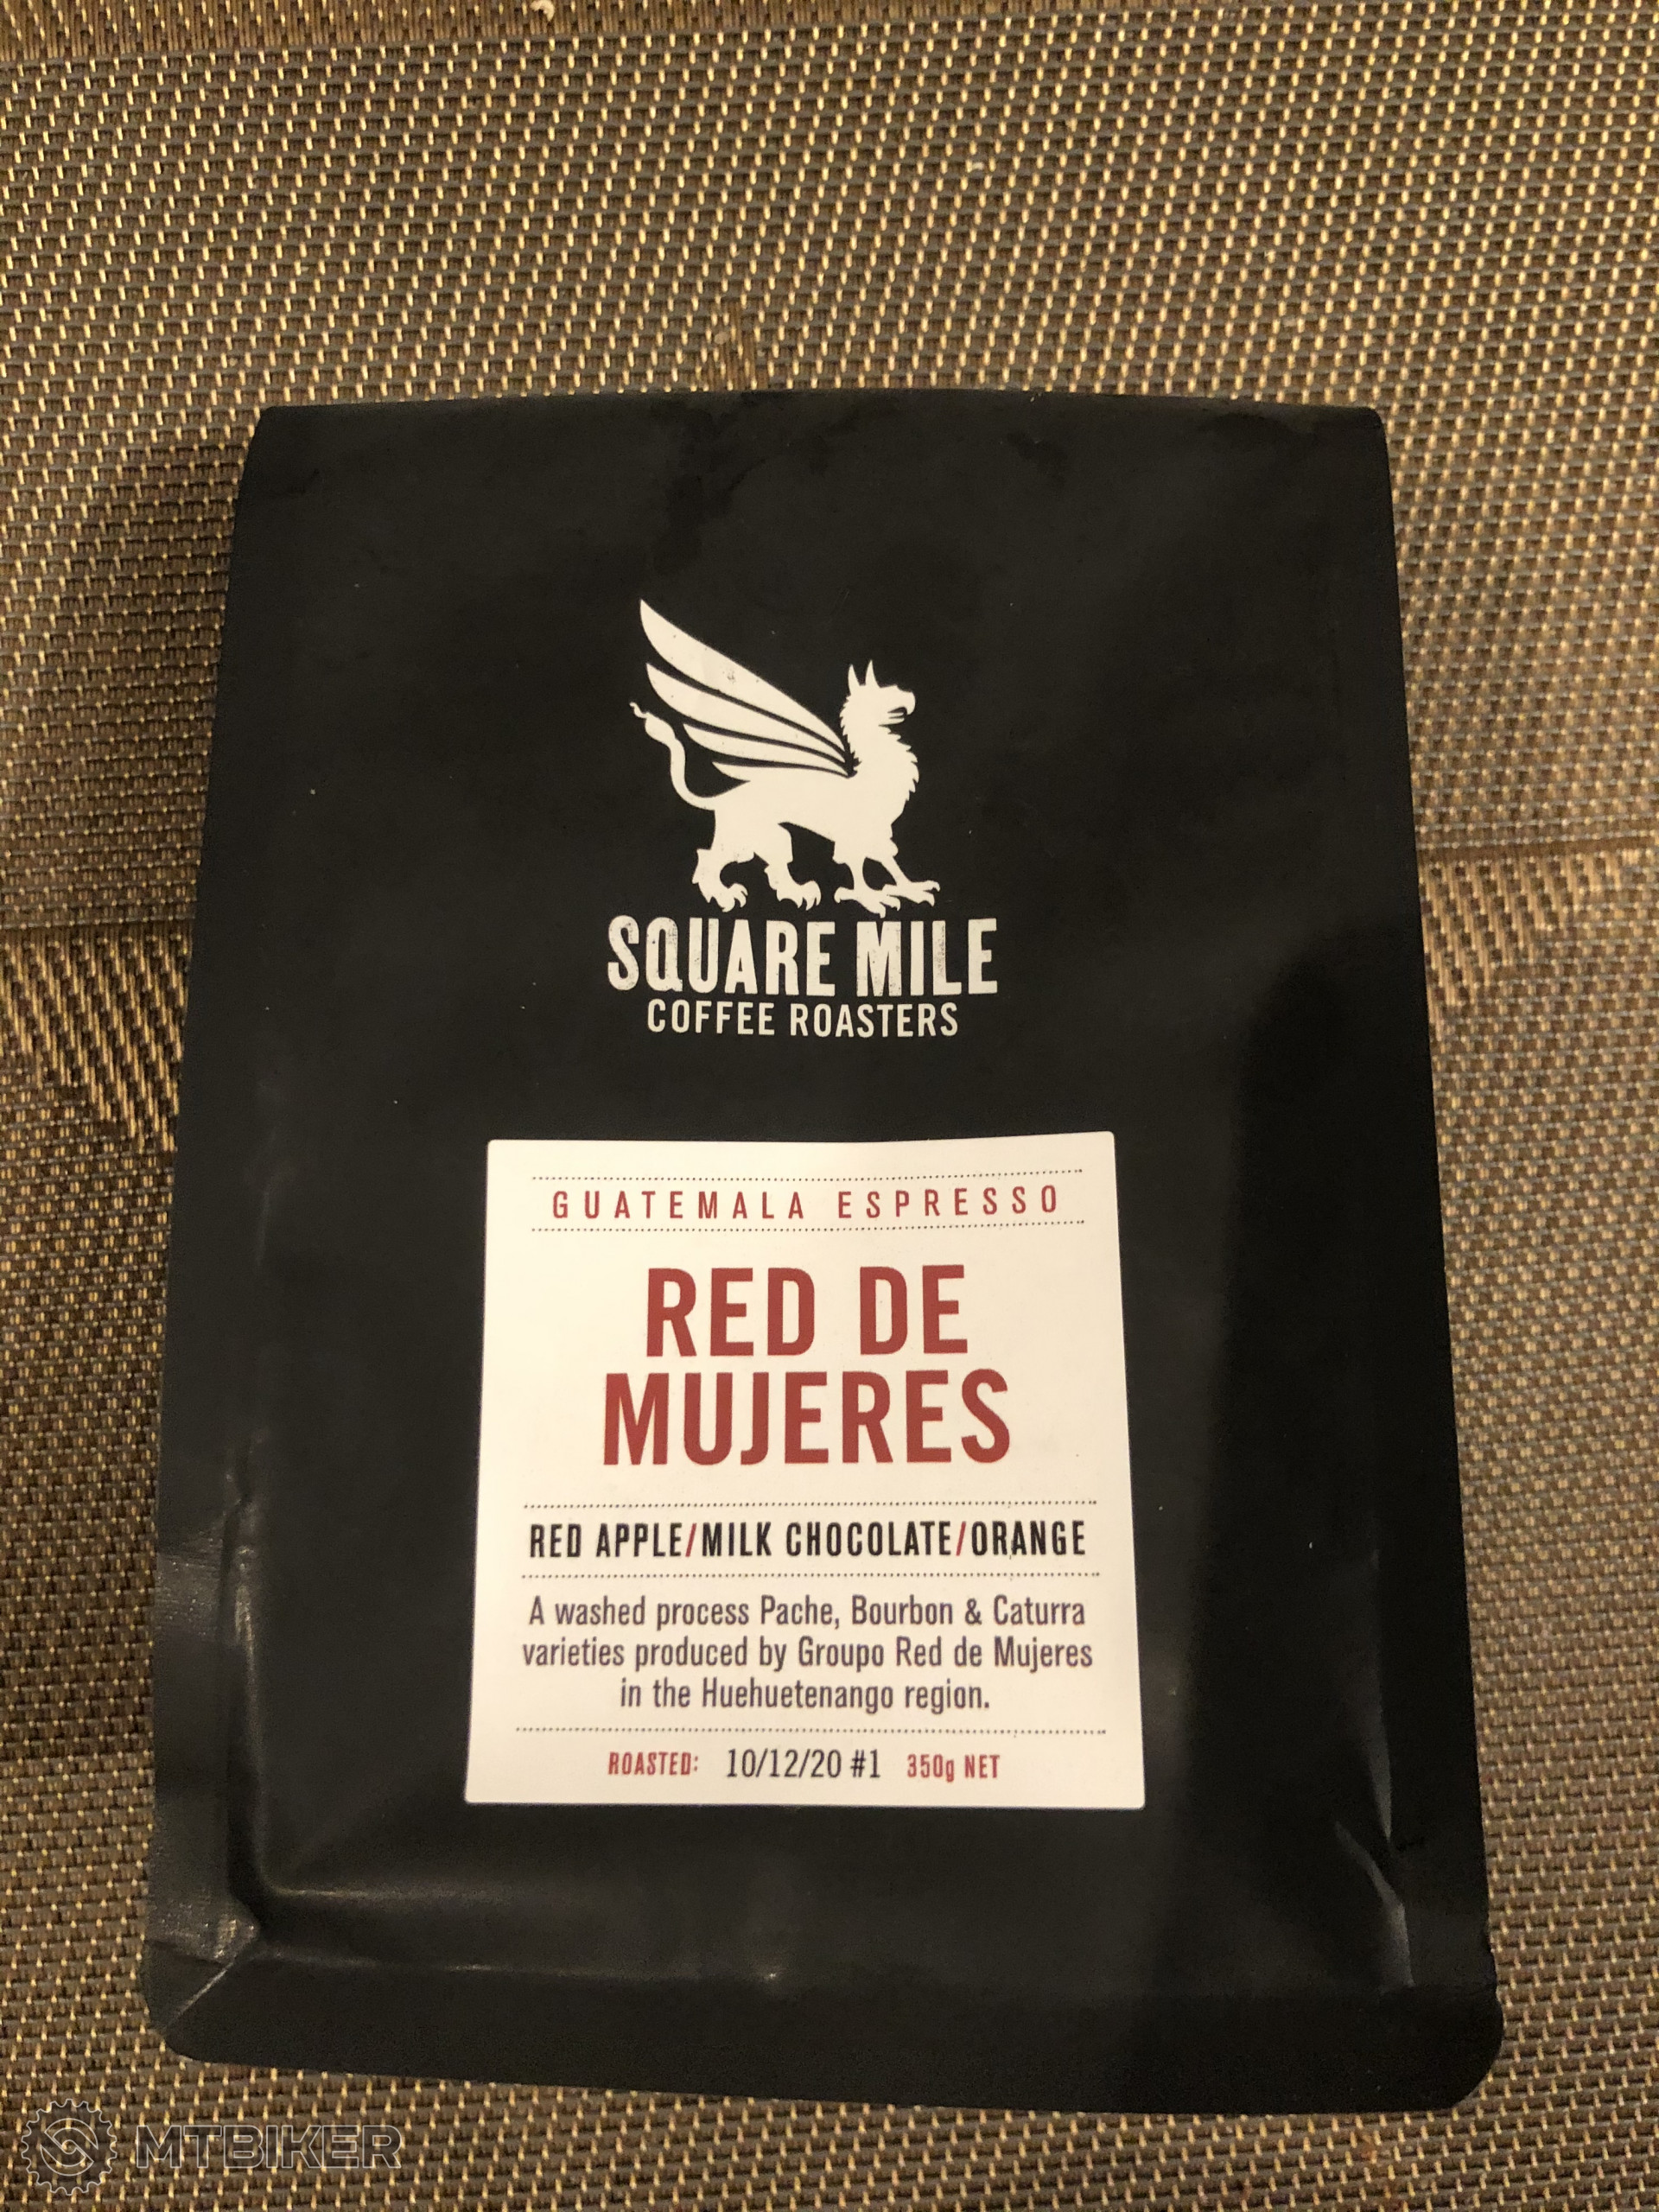 SQUARE MILE
COFFEE ROASTERS
GUATEMALA ESPRESSO
RED DE
MUJERES
RED APPLE/MILK CHOCOLATE/ORANGE
A washed process Pache, Bourbon & Caturra
varieties produced by Groupo Red de Mujeres
in the Huehuetenango region.
ROASTED: 10/12/20 #1 350g NET
MTBIKER